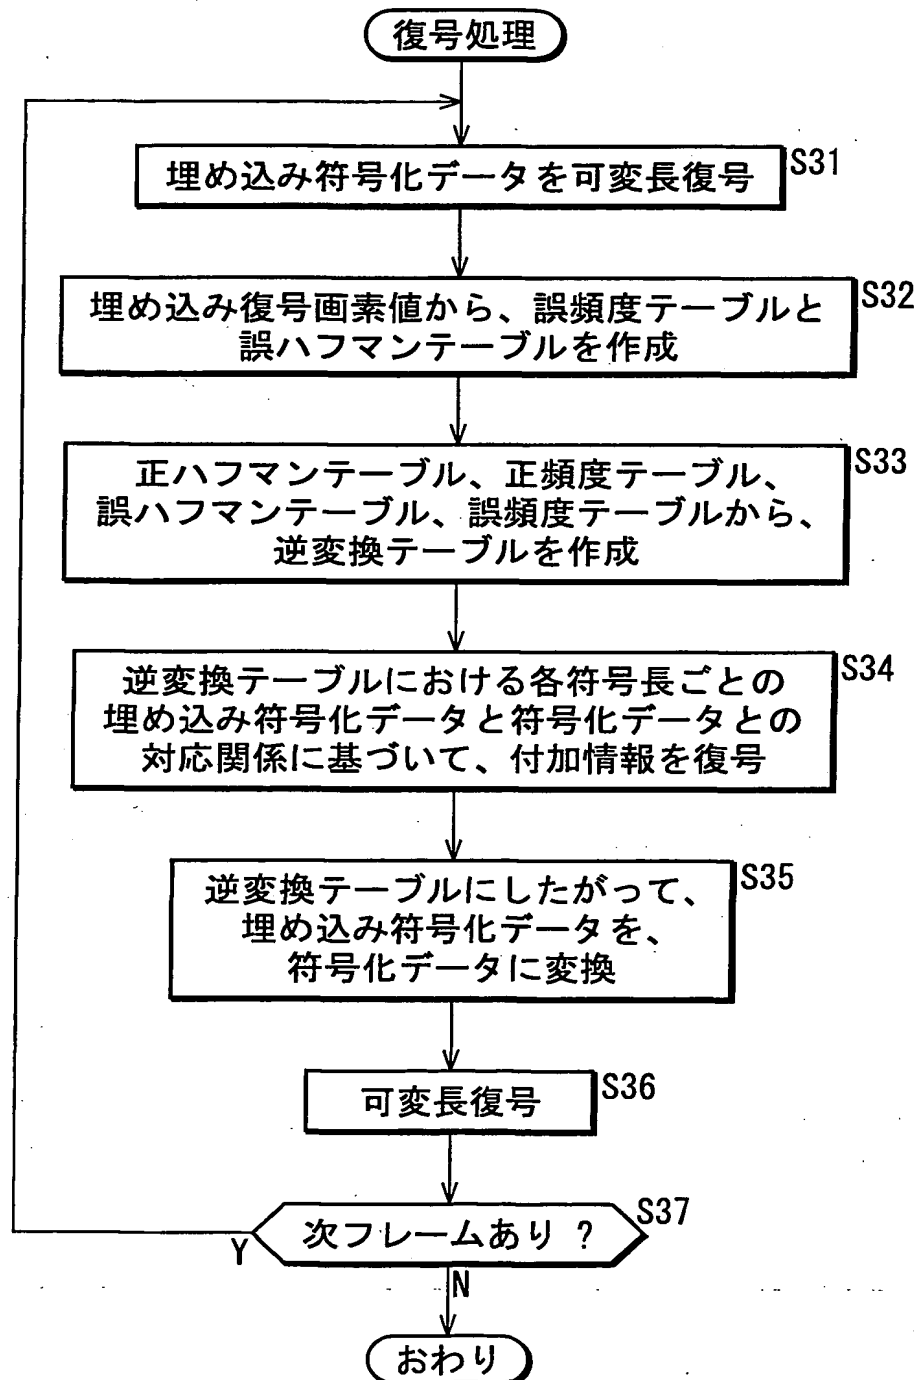 復号処理
埋め込み符号化データを可変長復号
S31
埋め込み復号画素値から、誤頻度テーブルと
誤ハフマンテーブルを作成
S32
正ハフマンテーブル、正頻度テーブル、
誤ハフマンテーブル、誤頻度テーブルから、
逆変換テーブルを作成
S33
逆変換テーブルにおける各符号長ごとの
埋め込み符号化データと符号化データとの
対応関係に基づいて、付加情報を復号
S34
逆変換テーブルにしたがって、
埋め込み符号化データを、
符号化データに変換
S35
可変長復号
S36
次フレームあり ?
S37
Y
N
おわり